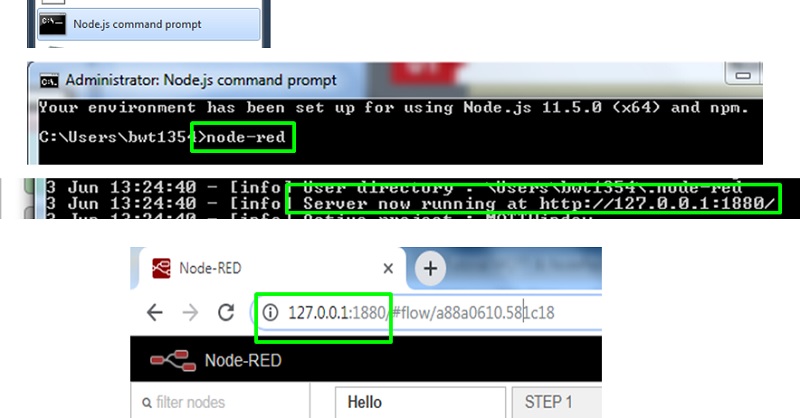 Node.js command prompt
Administrator: Node.js command prompt
Your environment has been set up for using Node.js 11.5.0 (x64) and npm.
C:\Users\bwt1354>node-red
3 Jun 13:24:40 - [info] User directory : \Users\bwt1354\.node-red
3 Jun 13:24:40 - [info] Server now running at http://127.0.0.1:1880/
3 Jun 13:24:40 - [info] Active project :
Node-RED
127.0.0.1:1880/#flow/a88a0610.581c18
Node-RED
filter nodes
Hello
STEP 1